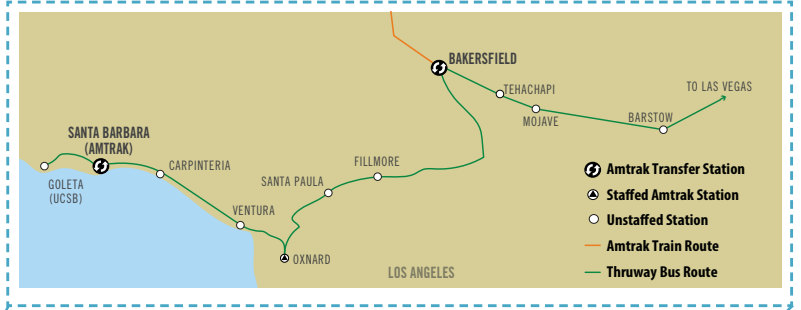 BAKERSFIELD
TEHACHAPI
MOJAVE
BARSTOW
TO LAS VEGAS
SANTA BARBARA
(AMTRAK)
GOLETA
(UCSB)
CARPINTERIA
VENTURA
OXNARD
SANTA PAULA
FILLMORE
LOS ANGELES
Amtrak Transfer Station
Staffed Amtrak Station
Unstaffed Station
Amtrak Train Route
Thruway Bus Route